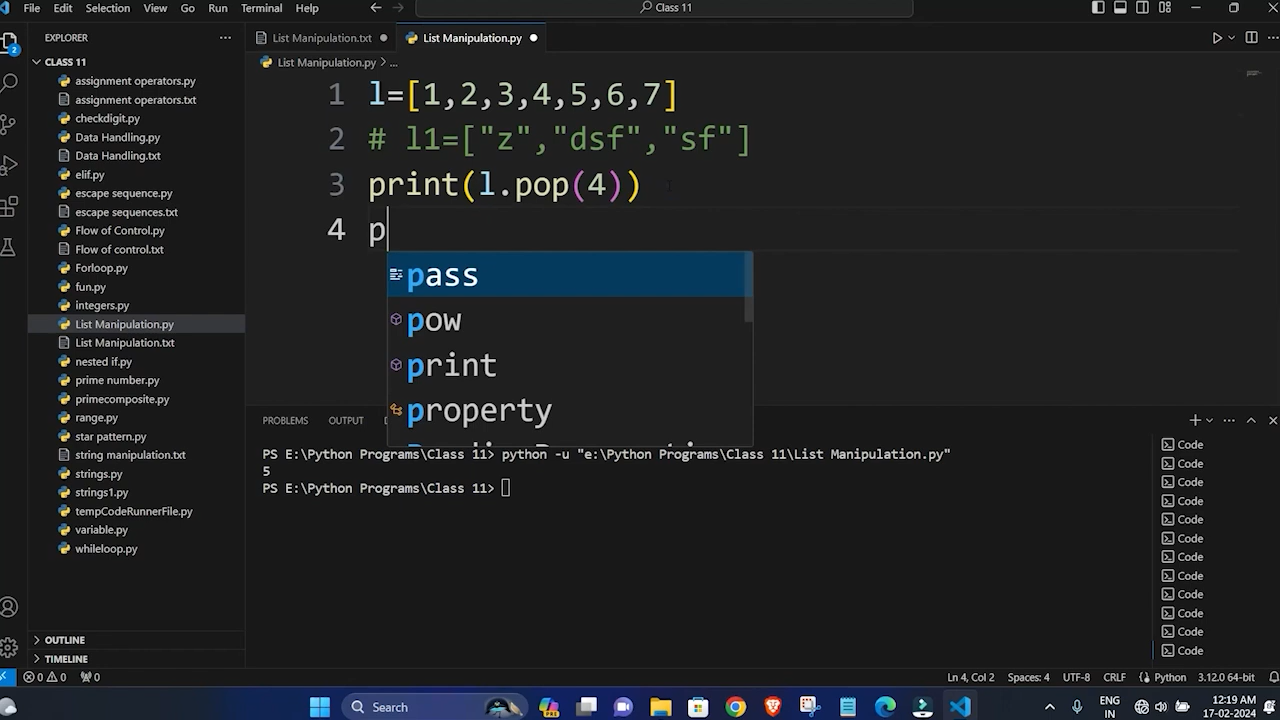 File Edit Selection View Go Run Terminal Help
Class 11
EXPLORER
CLASS 11
assignment operators.py
assignment operators.txt
checkdigit.py
Data Handling.py
Data Handling.txt
elif.py
escape sequence.py
escape sequences.txt
Flow of Control.py
Flow of control.txt
Forloop.py
fun.py
integers.py
List Manipulation.py
List Manipulation.txt
nested if.py
prime number.py
primecomposite.py
range.py
star pattern.py
string manipulation.txt
strings.py
strings1.py
tempCodeRunnerFile.py
variable.py
whileloop.py
OUTLINE
TIMELINE
2
List Manipulation.txt List Manipulation.py
List Manipulation.py > ...
1 l=[1,2,3,4,5,6,7]
2 # l1=["z","dsf","sf"]
3 print(l.pop(4))
4 p
pass
pow
print
property
PROBLEMS OUTPUT
PS E:\Python Programs\Class 11> python -u "e:\Python Programs\Class 11\List Manipulation.py"
5
PS E:\Python Programs\Class 11>
Code
Code
Code
Code
Code
Code
Code
Code
Code
Code
Code
Code
0 0 0 Ln 4, Col 2 Spaces: 4 UTF-8 CRLF Python 3.12.0 64-bit
Search
PRE
ENG
IN
12:19 AM
17-02-2024